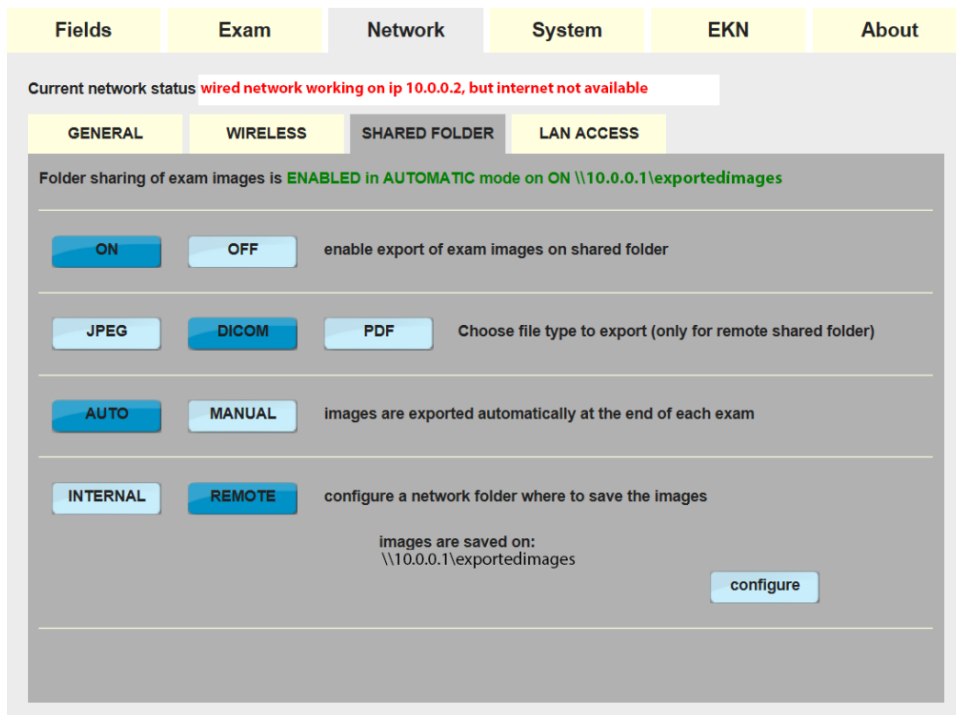 Fields Exam Network System EKN About
Current network status wired network working on ip 10.0.0.2, but internet not available
GENERAL WIRELESS SHARED FOLDER LAN ACCESS
Folder sharing of exam images is ENABLED in AUTOMATIC mode on ON \\10.0.0.1\exportedimages
ON OFF enable export of exam images on shared folder
JPEG DICOM PDF Choose file type to export (only for remote shared folder)
AUTO MANUAL images are exported automatically at the end of each exam
INTERNAL REMOTE configure a network folder where to save the images
images are saved on:
\\10.0.0.1\exportedimages
configure